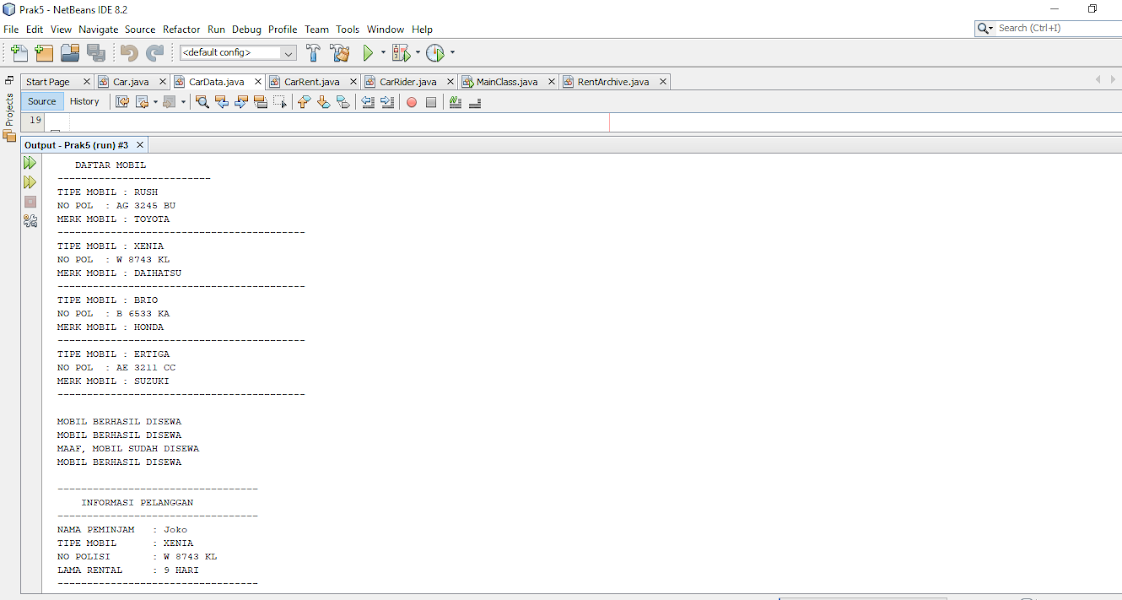 Prak5 - NetBeans IDE 8.2
File Edit View Navigate Source Refactor Run Debug Profile Team Tools Window Help
Search (Ctrl+I)
<default config>
Start Page Car.java CarData.java CarRent.java CarRider.java MainClass.java RentArchive.java
Projects
Source History
19
Output - Prak5 (run) #3
DAFTAR MOBIL
--------------------------
TIPE MOBIL : RUSH
NO POL  : AG 3245 BU
MERK MOBIL : TOYOTA
------------------------------------------
TIPE MOBIL : XENIA
NO POL  : W 8743 KL
MERK MOBIL : DAIHATSU
------------------------------------------
TIPE MOBIL : BRIO
NO POL  : B 6533 KA
MERK MOBIL : HONDA
------------------------------------------
TIPE MOBIL : ERTIGA
NO POL  : AE 3211 CC
MERK MOBIL : SUZUKI
------------------------------------------
MOBIL BERHASIL DISEWA
MOBIL BERHASIL DISEWA
MAAF, MOBIL SUDAH DISEWA
MOBIL BERHASIL DISEWA
----------------------------------
INFORMASI PELANGGAN
----------------------------------
NAMA PEMINJAM   : Joko
TIPE MOBIL      : XENIA
NO POLISI       : W 8743 KL
LAMA RENTAL     : 9 HARI
----------------------------------